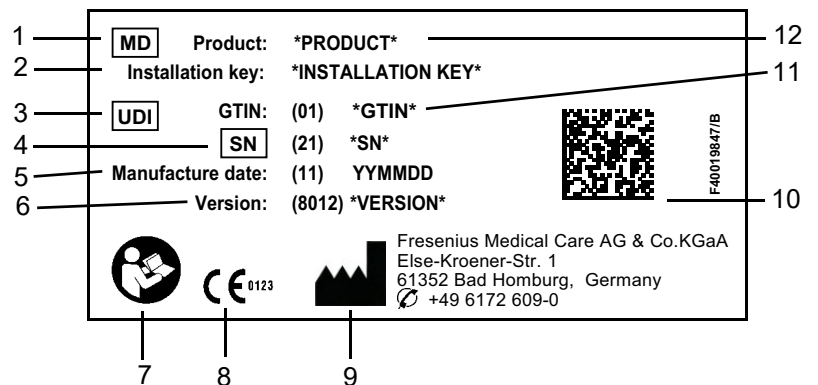 1 MD Product: *PRODUCT* 12
2 Installation key: *INSTALLATION KEY* 11
3 UDI GTIN: (01) *GTIN*
4 SN (21) *SN*
5 Manufacture date: (11) YYMMDD
6 Version: (8012) *VERSION* 10
F40019847/B
Fresenius Medical Care AG & Co.KGaA
Else-Kroener-Str. 1
61352 Bad Homburg, Germany
+49 6172 609-0
CE 0123
7 8 9